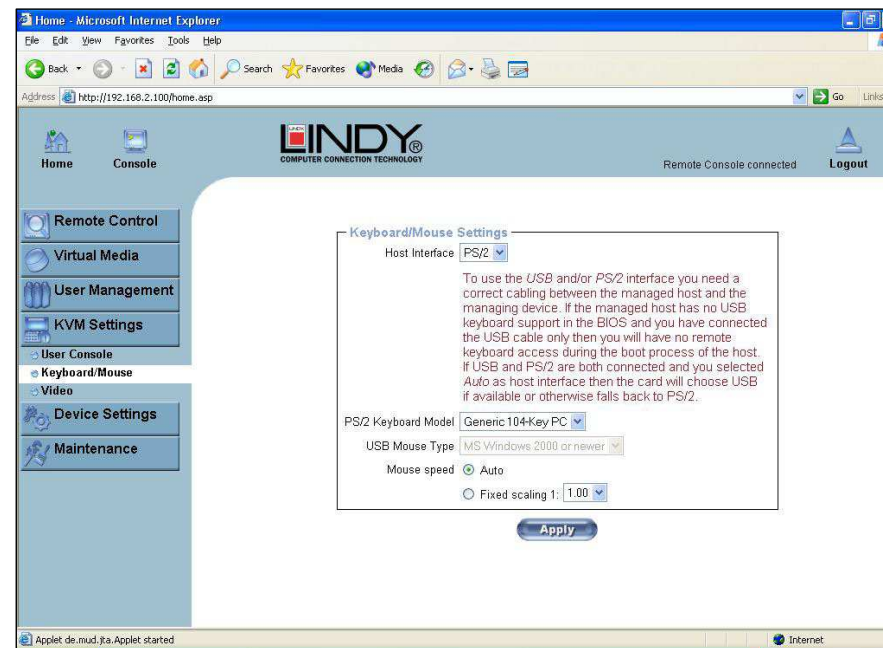 Home - Microsoft Internet Explorer
File Edit View Favorites Tools Help
Back Search Favorites Media
Address http://192.168.2.100/home.asp Go Links
Home Console
LINDY®
COMPUTER CONNECTION TECHNOLOGY
Remote Console connected Logout
Remote Control
Virtual Media
User Management
KVM Settings
User Console
Keyboard/Mouse
Video
Device Settings
Maintenance
Keyboard/Mouse Settings
Host Interface PS/2
To use the USB and/or PS/2 interface you need a
correct cabling between the managed host and the
managing device. If the managed host has no USB
keyboard support in the BIOS and you have connected
the USB cable only then you will have no remote
keyboard access during the boot process of the host.
If USB and PS/2 are both connected and you selected
Auto as host interface then the card will choose USB
if available or otherwise falls back to PS/2.
PS/2 Keyboard Model Generic 104-Key PC
USB Mouse Type MS Windows 2000 or newer
Mouse speed Auto
Fixed scaling 1: 1.00
Apply
Applet de.mud.jta.Applet started Internet